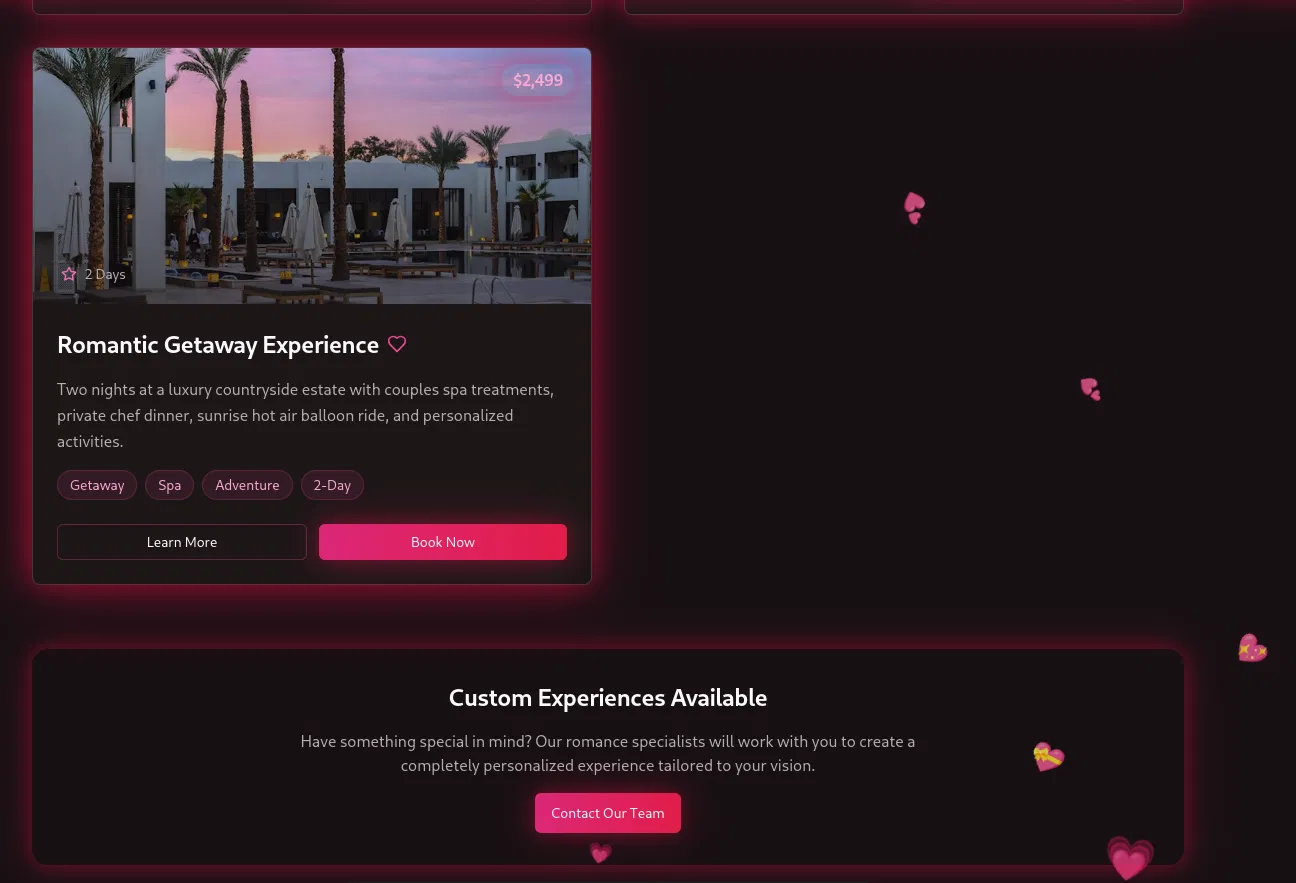 $2,499
2 Days
Romantic Getaway Experience
Two nights at a luxury countryside estate with couples spa treatments,
private chef dinner, sunrise hot air balloon ride, and personalized
activities.
Getaway Spa Adventure 2-Day
Learn More Book Now
Custom Experiences Available
Have something special in mind? Our romance specialists will work with you to create a
completely personalized experience tailored to your vision.
Contact Our Team